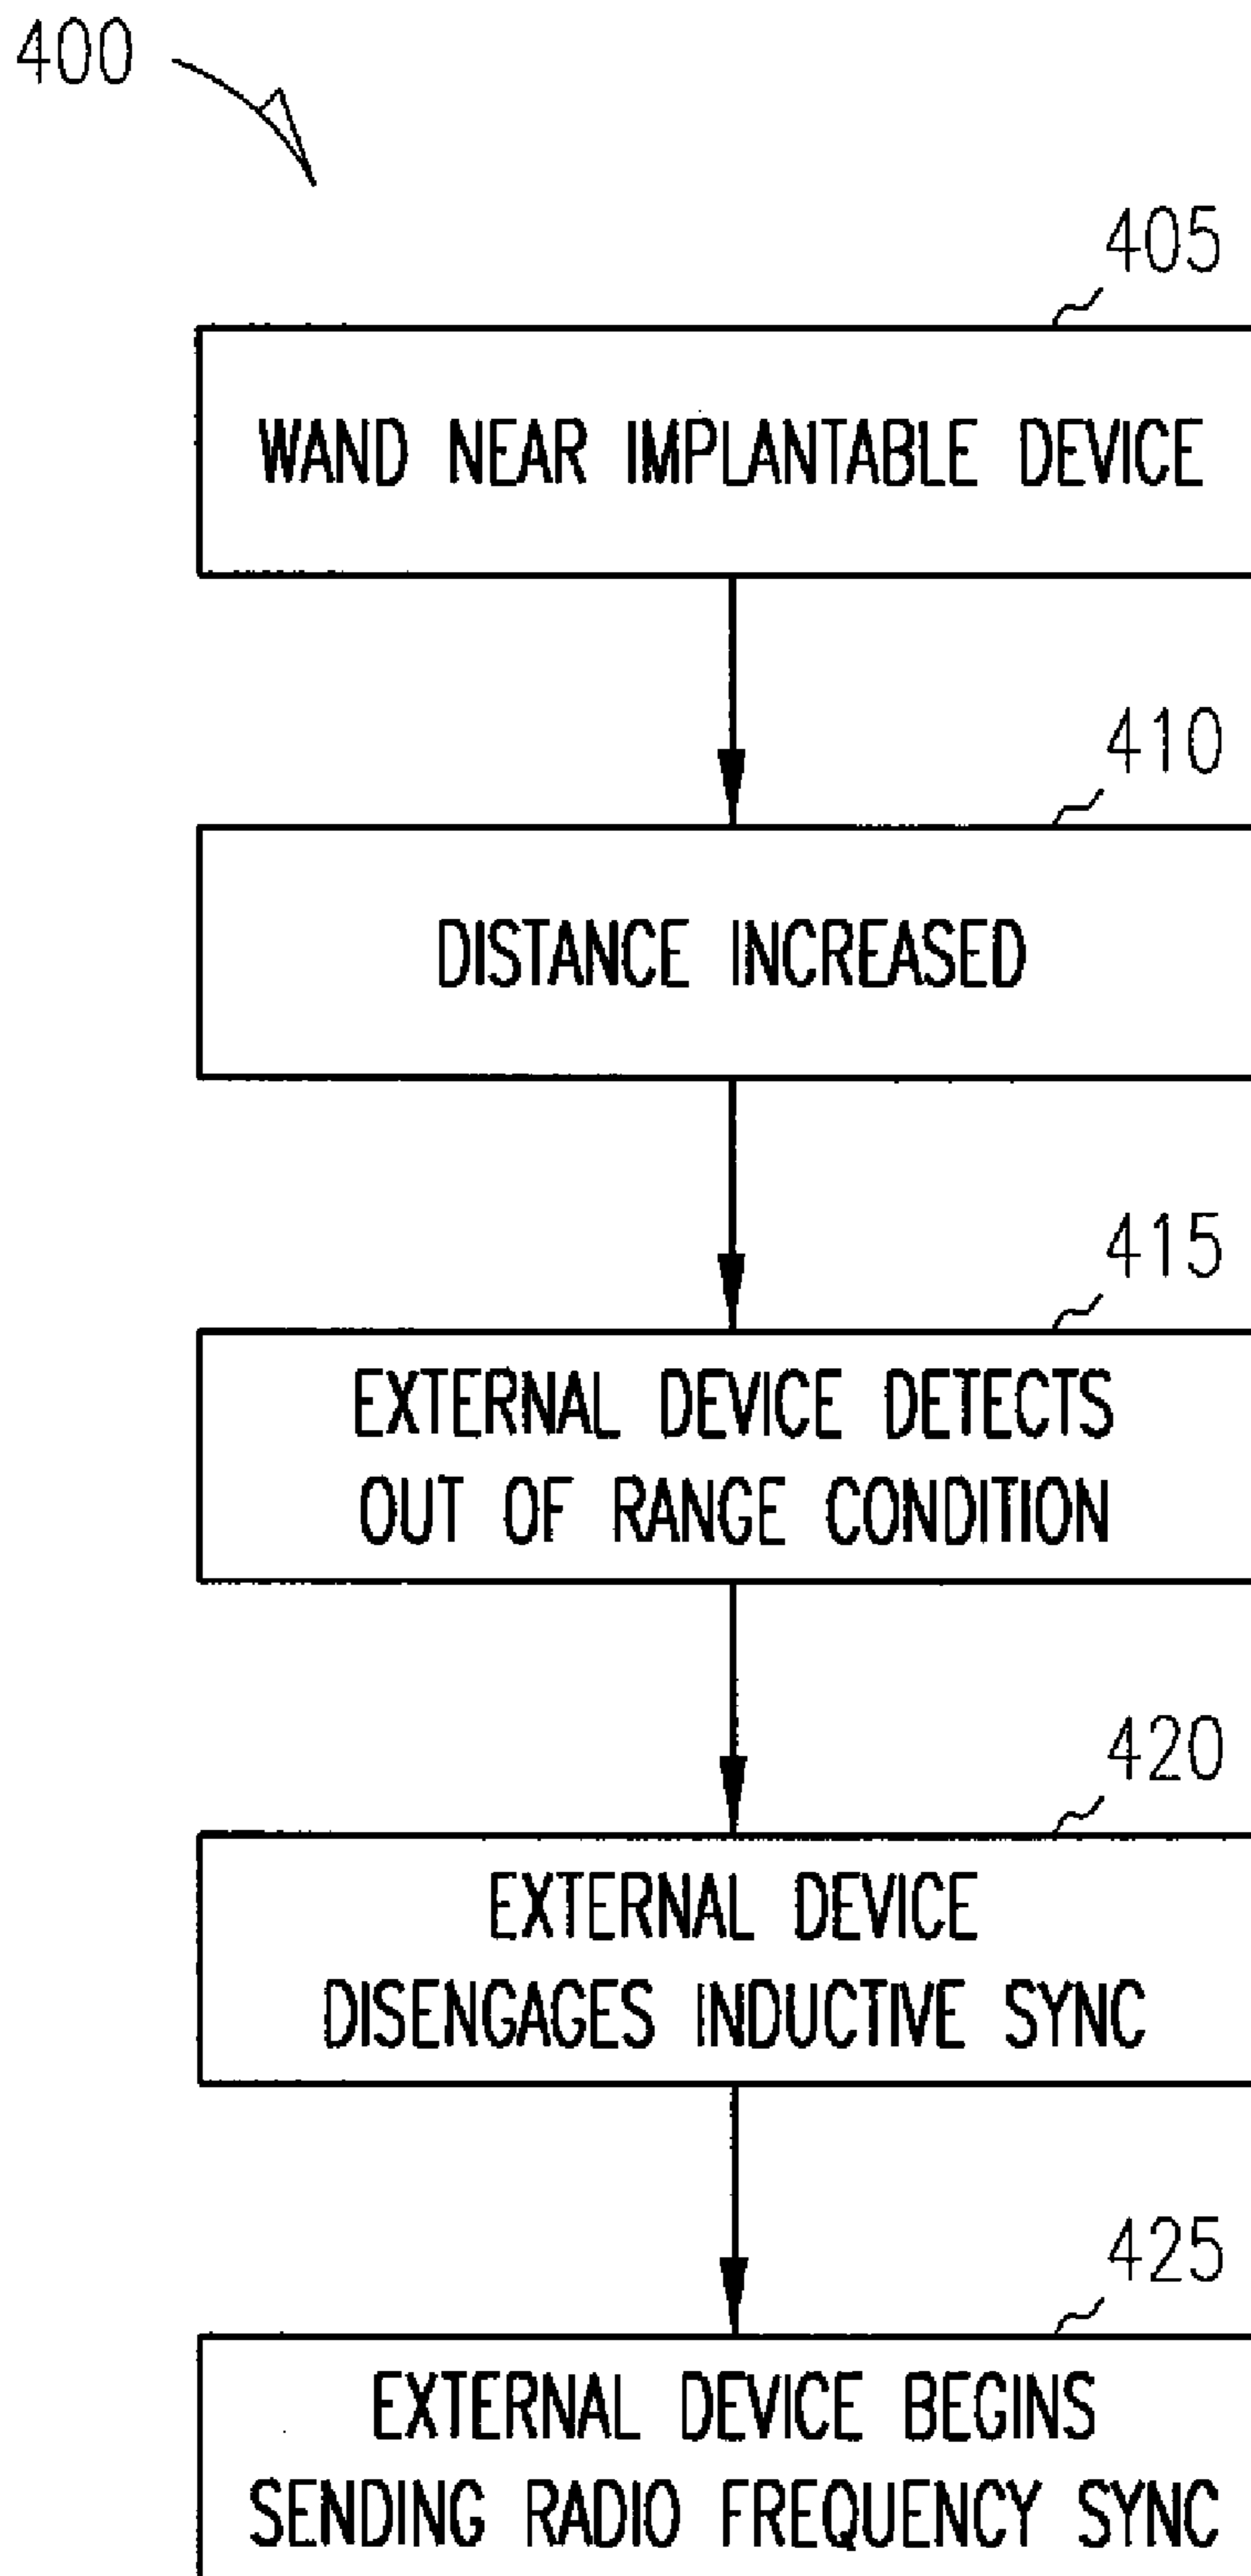 400
405
WAND NEAR IMPLANTABLE DEVICE
410
DISTANCE INCREASED
415
EXTERNAL DEVICE DETECTS
OUT OF RANGE CONDITION
420
EXTERNAL DEVICE
DISENGAGES INDUCTIVE SYNC
425
EXTERNAL DEVICE BEGINS
SENDING RADIO FREQUENCY SYNC